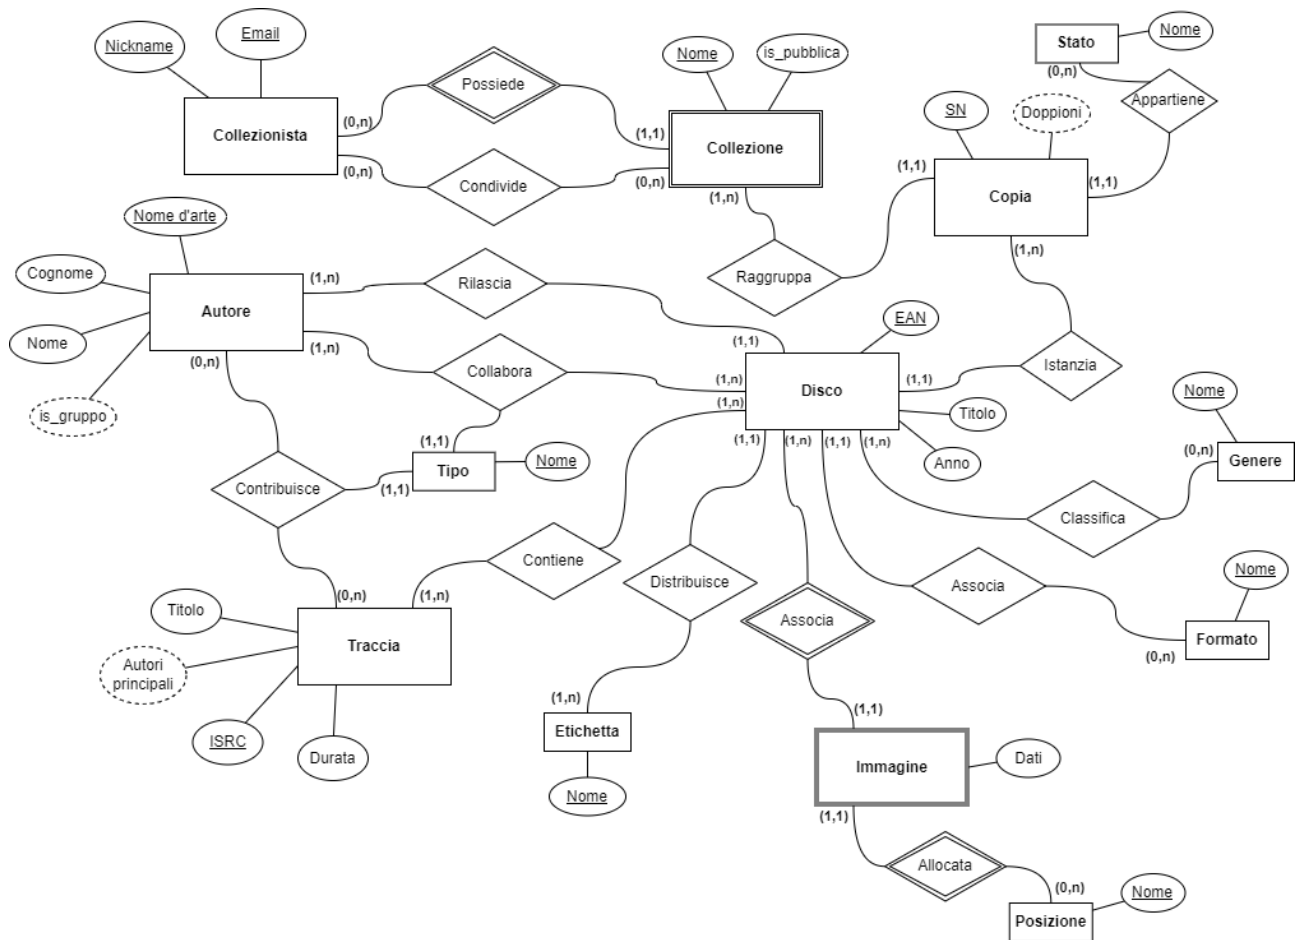 Stato
Nome
(0,n)
Email
Nickname
Nome
is_pubblica
Possiede
Appartiene
SN
Doppioni
Collezionista
(0,n)
(1,1)
Collezione
(0,n)
Condivide
(0,n)
(1,n)
(1,1)
(1,1)
Copia
(1,n)
Nome d'arte
Cognome
(1,n)
Rilascia
Raggruppa
Autore
EAN
Nome
(0,n)
(1,n)
(1,1)
Collabora
(1,n)
Disco
(1,1)
Istanzia
(1,n)
is_gruppo
Titolo
Nome
(1,1)
(1,1)
(1,n)
(1,1)
(1,n)
(0,n)
Tipo
Nome
Anno
Genere
Contribuisce
(1,1)
Classifica
Contiene
Distribuisce
Associa
Nome
(0,n)
(1,n)
Titolo
Associa
Traccia
Formato
(0,n)
Autori
principali
(1,n)
(1,1)
Etichetta
ISRC
Durata
Immagine
Dati
Nome
(1,1)
Allocata
(0,n)
Nome
Posizione